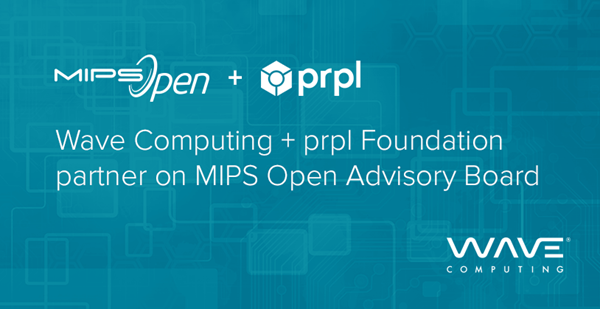 MIPS Open + prpl
Wave Computing + prpl Foundation
partner on MIPS Open Advisory Board
WAVE®
COMPUTING